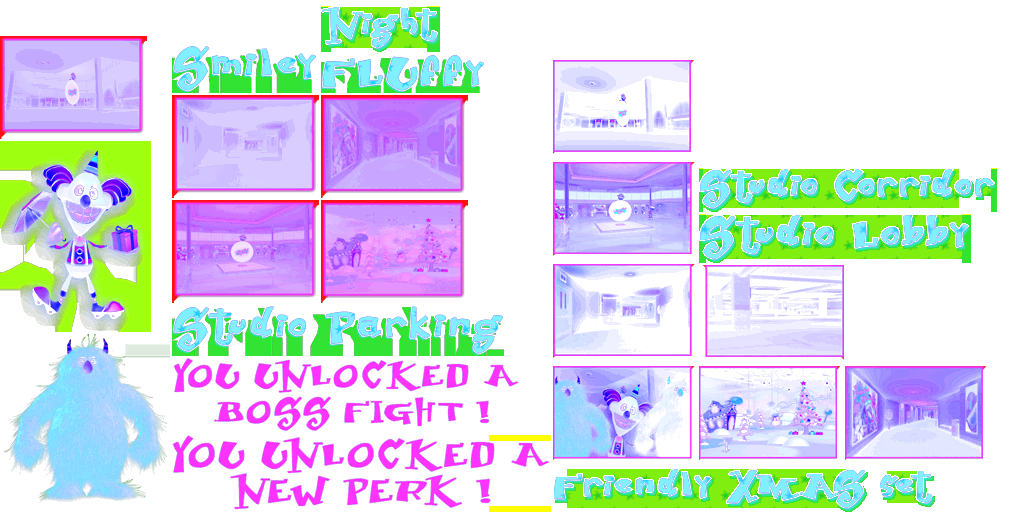 Night
Smiley
FLUffy
Studio Corridor
Studio Lobby
Studio Parking
YOU UNLOCKED A
BOSS FIGHT !
YOU UNLOCKED A
NEW PERK !
Friendly XMAS set